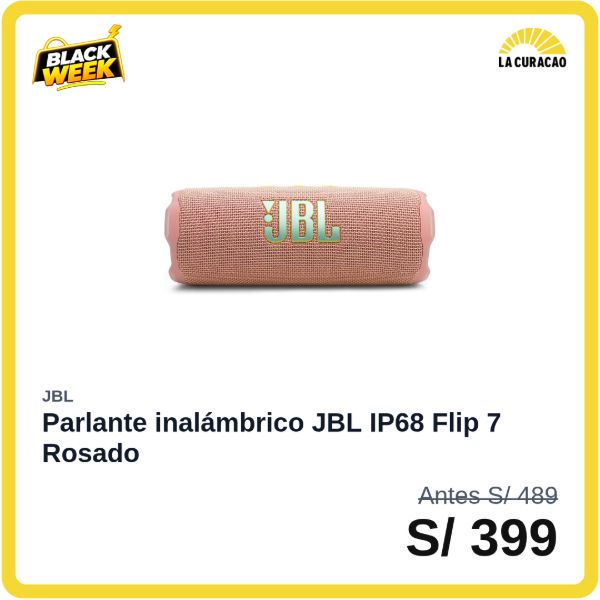 BLACK
WEEK
LA CURACAO
JBL
JBL
Parlante inalámbrico JBL IP68 Flip 7
Rosado
Antes S/ 489
S/ 399